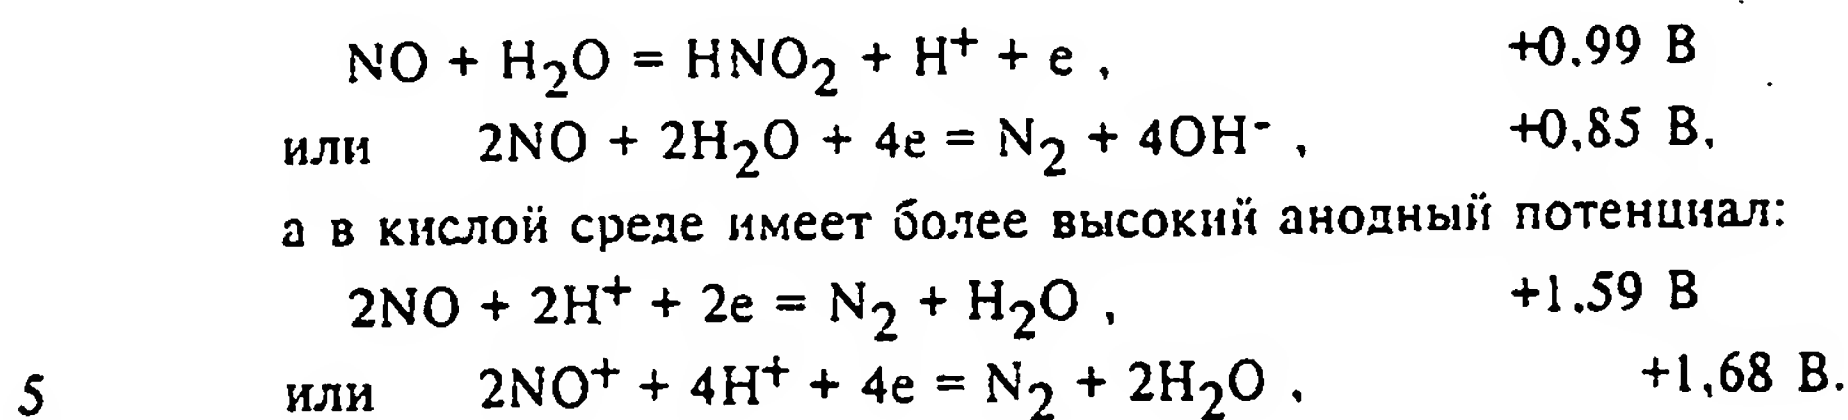 NO + H₂O = HNO₂ + H⁺ + e , +0.99 В
или 2NO + 2H₂O + 4e = N₂ + 4OH⁻ , +0,85 В,
а в кислой среде имеет более высокий анодный потенциал:
2NO + 2H⁺ + 2e = N₂ + H₂O , +1.59 В
5 или 2NO⁺ + 4H⁺ + 4e = N₂ + 2H₂O , +1,68 В.